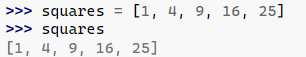 >>> squares = [1, 4, 9, 16, 25]
>>> squares
[1, 4, 9, 16, 25]